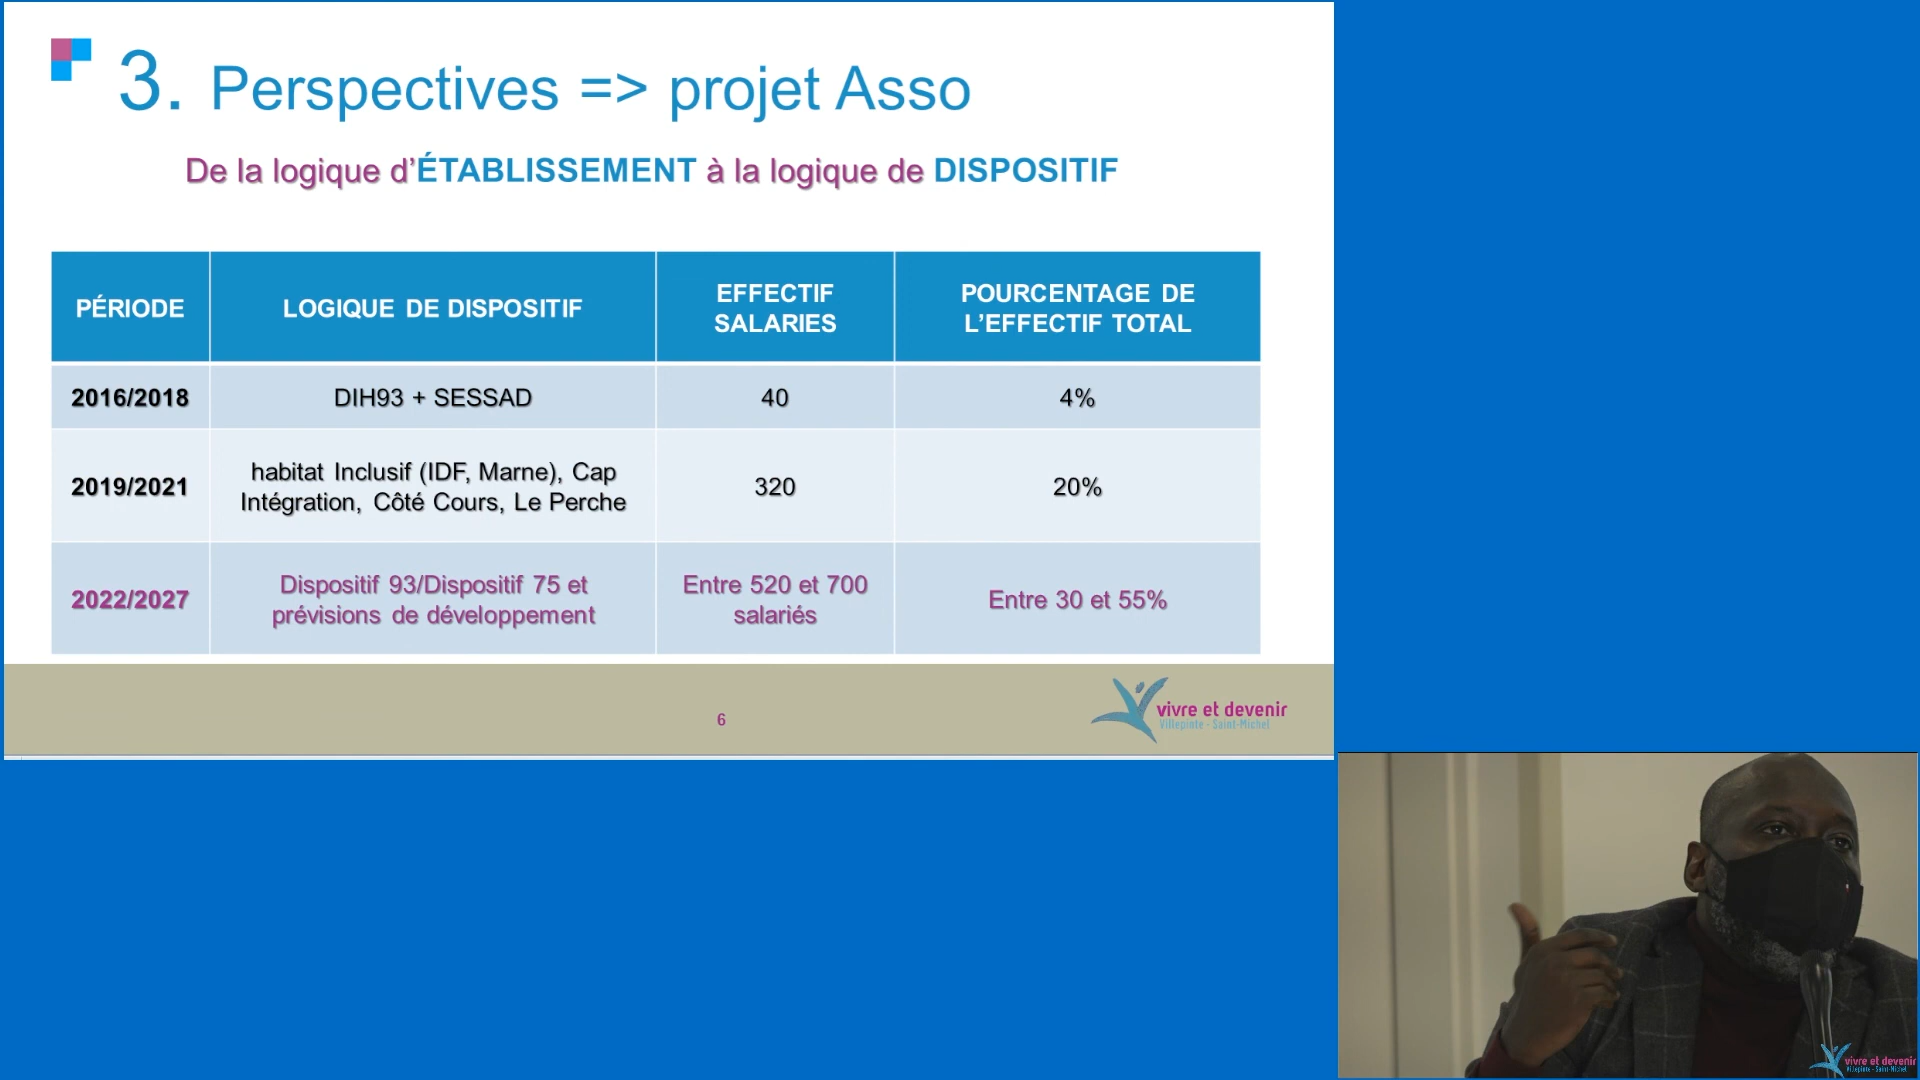 3. Perspectives => projet Asso
De la logique d’ÉTABLISSEMENT à la logique de DISPOSITIF
PÉRIODE
LOGIQUE DE DISPOSITIF
EFFECTIF
SALARIES
POURCENTAGE DE
L’EFFECTIF TOTAL
2016/2018
DIH93 + SESSAD
40
4%
2019/2021
habitat Inclusif (IDF, Marne), Cap
Intégration, Côté Cours, Le Perche
320
20%
2022/2027
Dispositif 93/Dispositif 75 et
prévisions de développement
Entre 520 et 700
salariés
Entre 30 et 55%
6
vivre et devenir
Villepinte - Saint-Michel
vivre et devenir
Villepinte - Saint-Michel